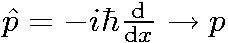 p̂ = −iħ d/dx → p